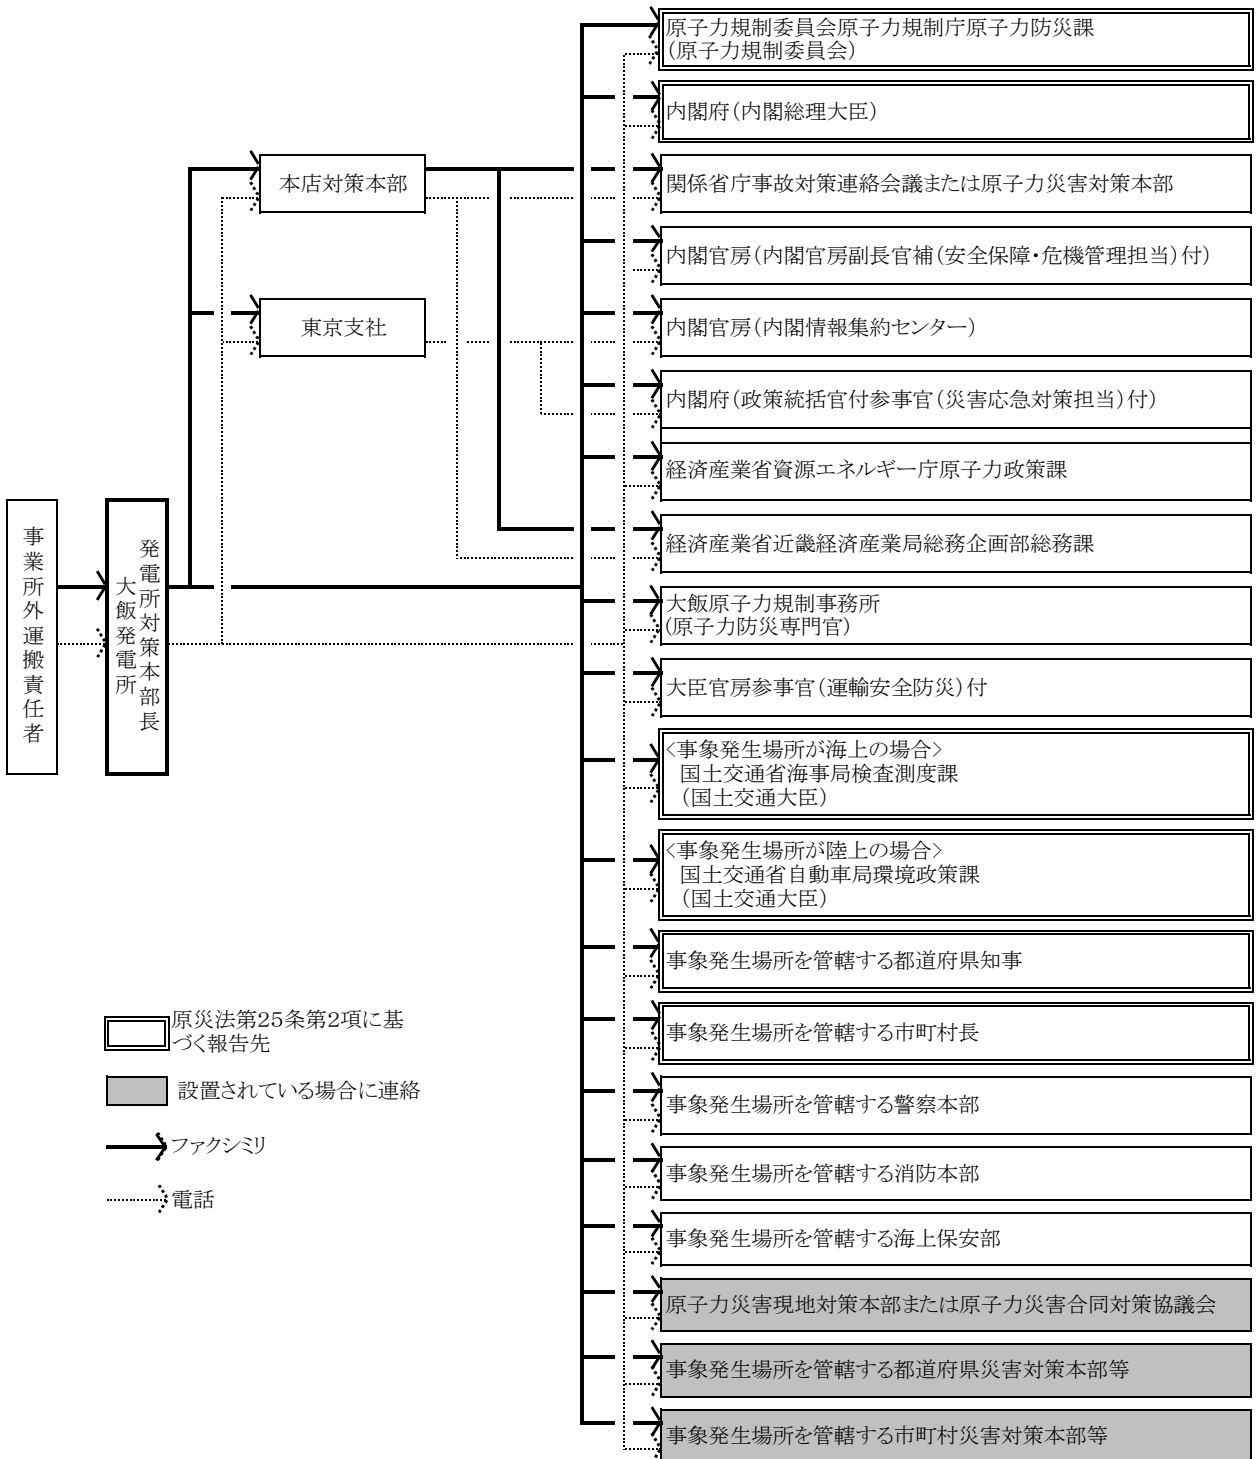 原子力規制委員会原子力規制庁原子力防災課
(原子力規制委員会)
内閣府(内閣総理大臣)
本店対策本部
関係省庁事故対策連絡会議または原子力災害対策本部
内閣官房(内閣官房副長官補(安全保障・危機管理担当)付)
東京支社
内閣官房(内閣情報集約センター)
内閣府(政策統括官付参事官(災害応急対策担当)付)
経済産業省資源エネルギー庁原子力政策課
経済産業省近畿経済産業局総務企画部総務課
事業所外運搬責任者
発電所対策本部長
大飯発電所
大飯原子力規制事務所
(原子力防災専門官)
大臣官房参事官(運輸安全防災)付
<事象発生場所が海上の場合>
国土交通省海事局検査測度課
(国土交通大臣)
<事象発生場所が陸上の場合>
国土交通省自動車局環境政策課
(国土交通大臣)
事象発生場所を管轄する都道府県知事
事象発生場所を管轄する市町村長
事象発生場所を管轄する警察本部
事象発生場所を管轄する消防本部
事象発生場所を管轄する海上保安部
原子力災害現地対策本部または原子力災害合同対策協議会
事象発生場所を管轄する都道府県災害対策本部等
事象発生場所を管轄する市町村災害対策本部等
原災法第25条第2項に基
づく報告先
設置されている場合に連絡
ファクシミリ
電話